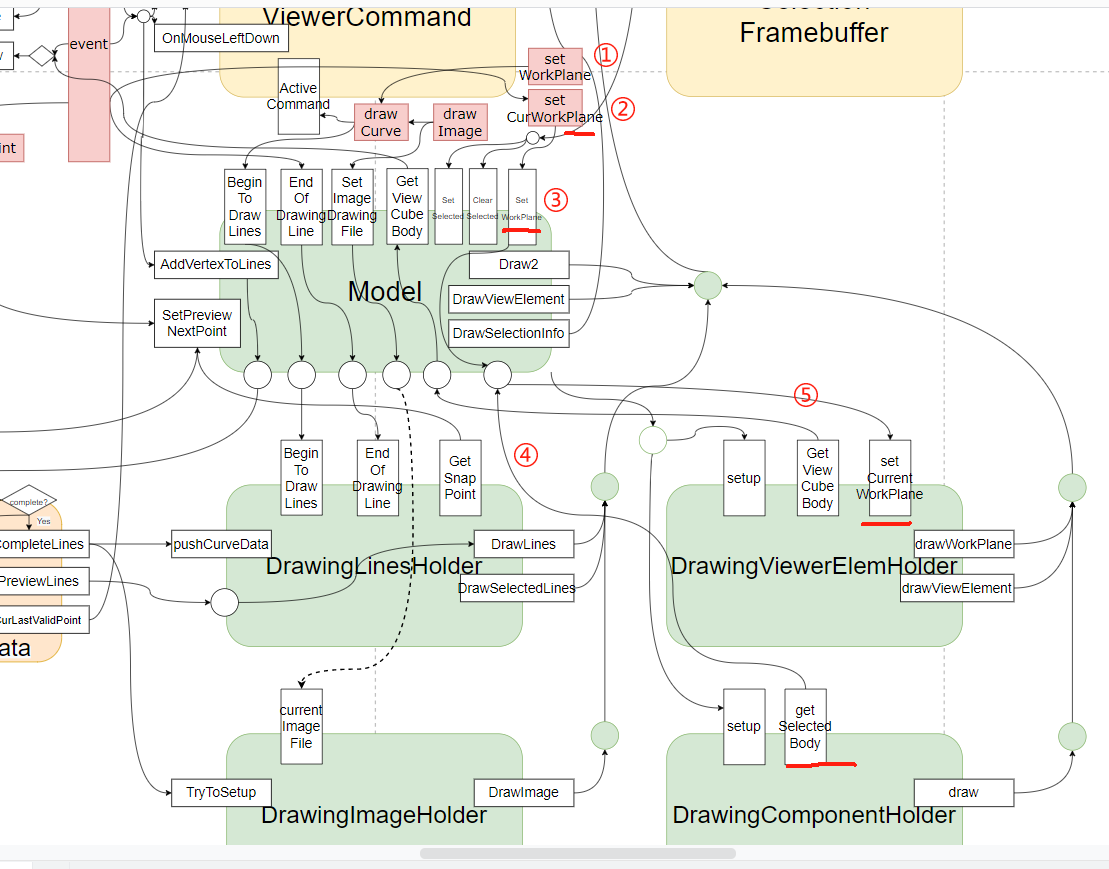 ViewerCommand
Framebuffer
OnMouseLeftDown
event
set
WorkPlane
①
Active
Command
set
CurWorkPlane
②
draw
Curve
draw
Image
int
Begin
To
Draw
Lines
End
Of
Drawing
Line
Set
Image
Drawing
File
Get
View
Cube
Body
Set
Selected
Clear
Selected
Set
WorkPlane
③
AddVertexToLines
Draw2
Model
DrawViewElement
SetPreview
NextPoint
DrawSelectionInfo
⑤
④
Begin
To
Draw
Lines
End
Of
Drawing
Line
Get
Snap
Point
setup
Get
View
Cube
Body
set
Current
WorkPlane
complete?
Yes
CompleteLines
pushCurveData
DrawLines
drawWorkPlane
DrawingLinesHolder
DrawingViewerElemHolder
PreviewLines
DrawSelectedLines
drawViewElement
CurLastValidPoint
ata
current
Image
File
setup
get
Selected
Body
TryToSetup
DrawImage
draw
DrawingImageHolder
DrawingComponentHolder